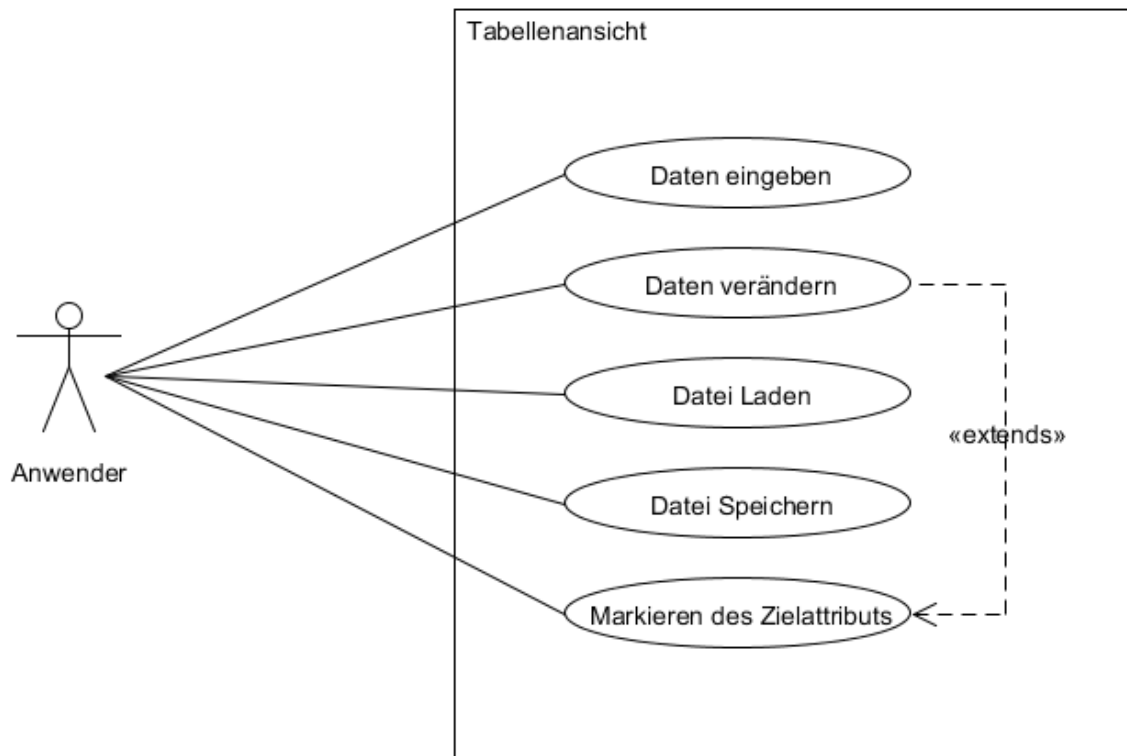 Tabellenansicht
Daten eingeben
Daten verändern
Datei Laden
«extends»
Anwender
Datei Speichern
Markieren des Zielattributs